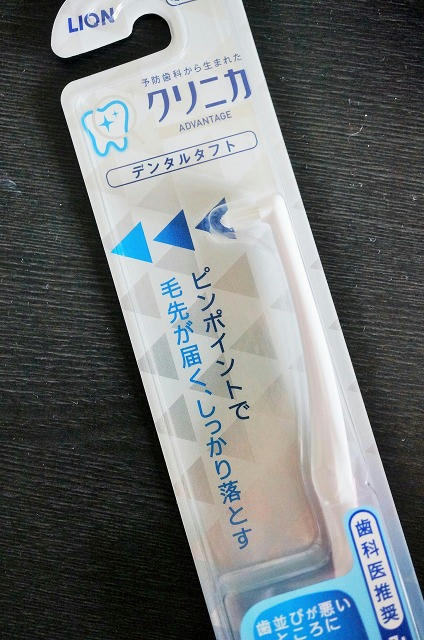 LION
予防歯科から生まれた
クリニカ
ADVANTAGE
デンタルタフト
ピンポイントで
毛先が届く、しっかり落とす
歯科医推奨
歯並びが悪い
ところに